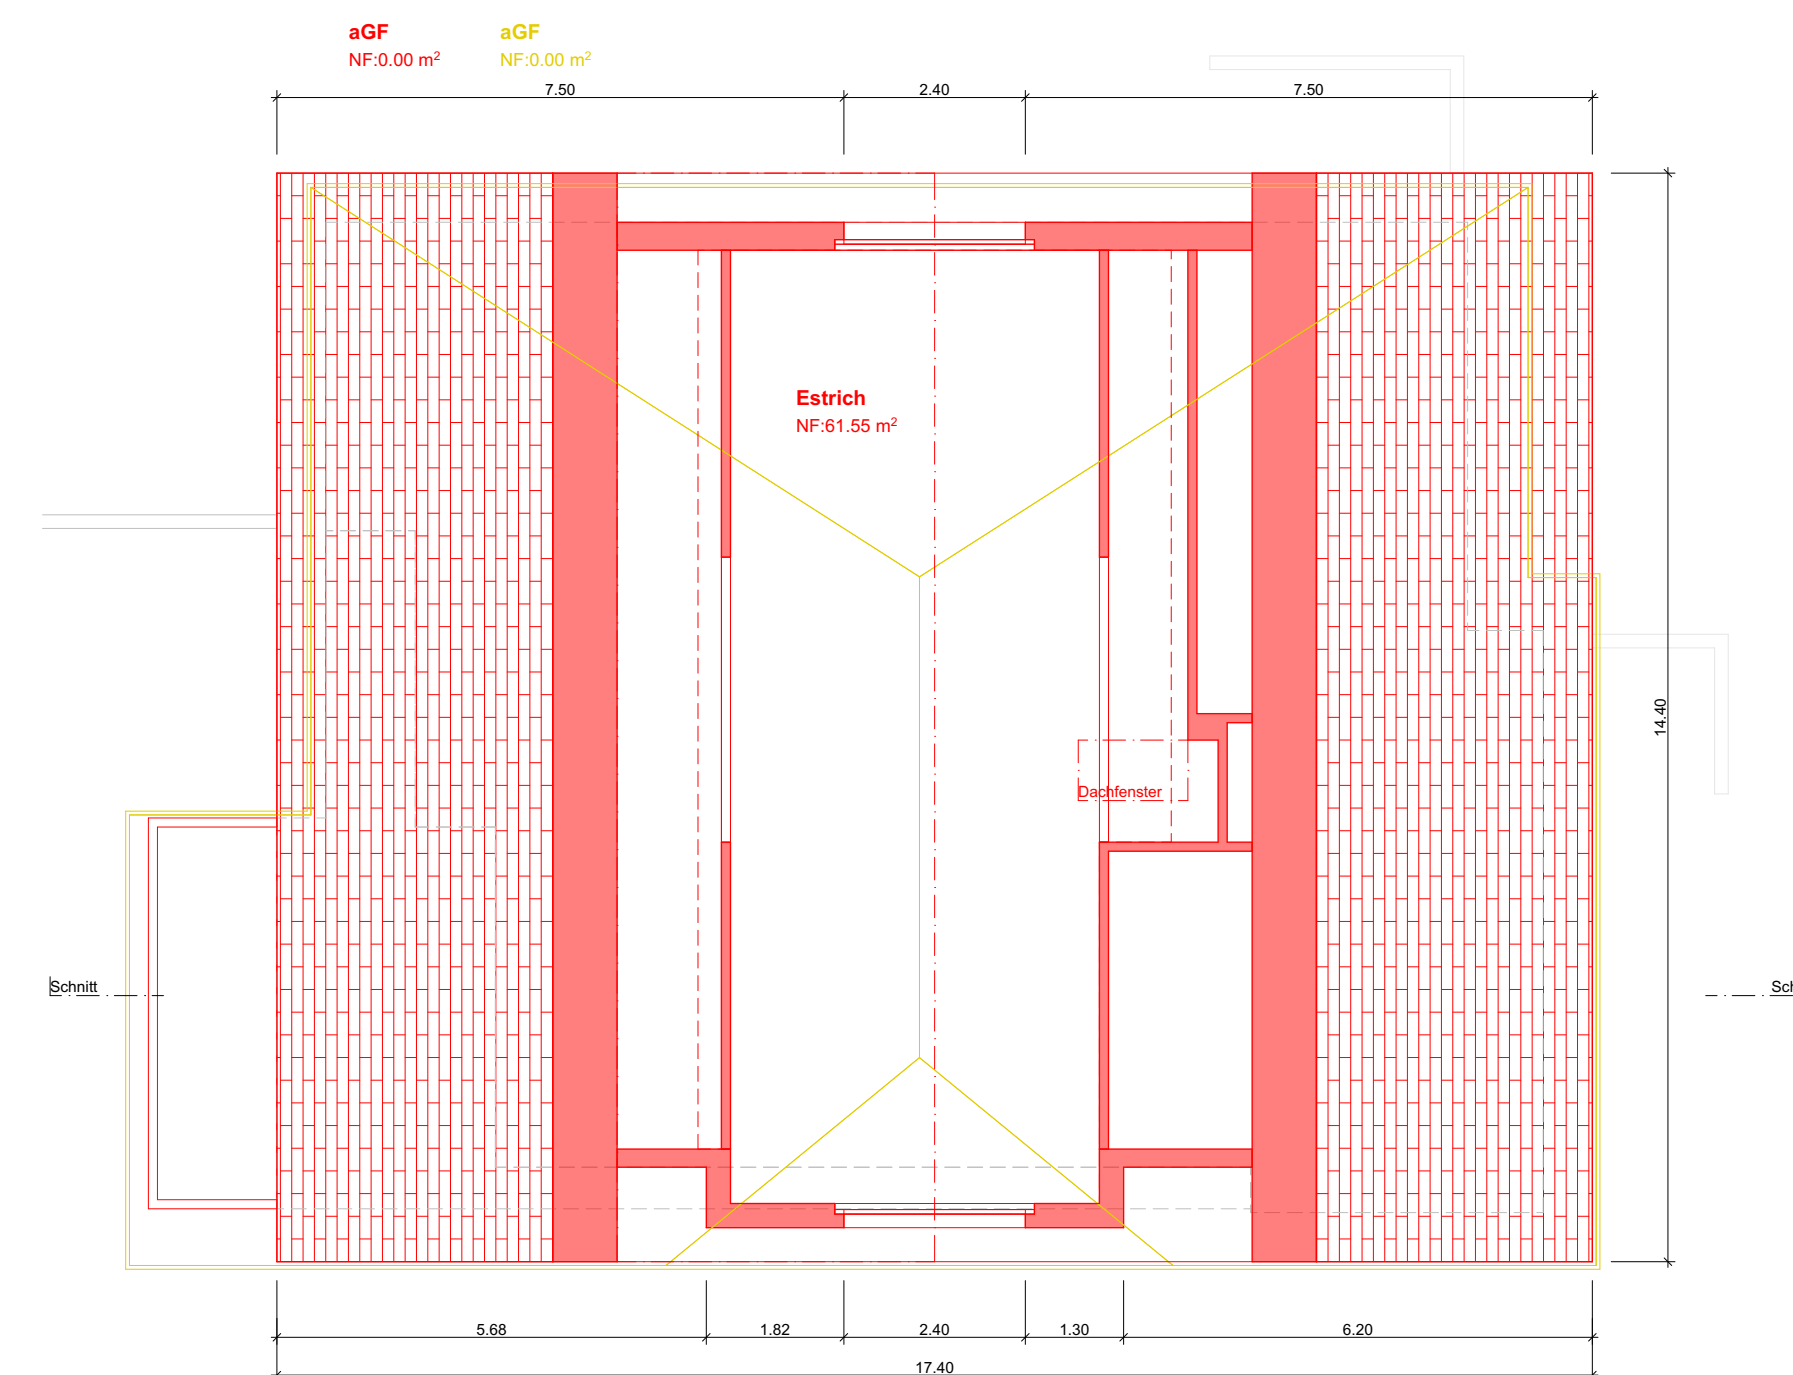 aGF
NF:0.00 m²
aGF
NF:0.00 m²
7.50
2.40
7.50
Estrich
NF:61.55 m²
14.40
Dachfenster
Schnitt
Sch
5.68
1.82
2.40
1.30
6.20
17.40